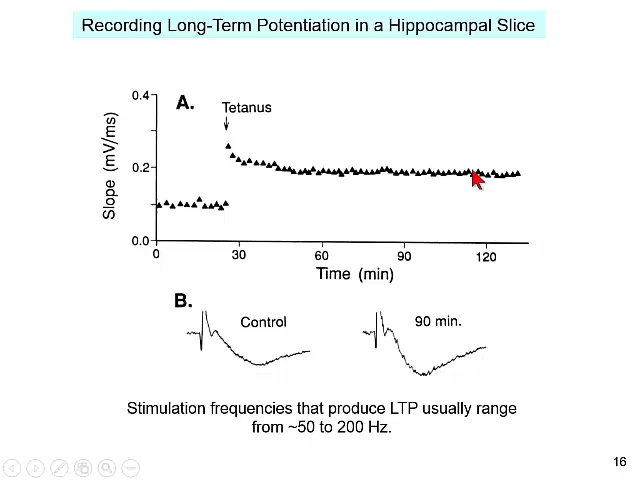 Recording Long-Term Potentiation in a Hippocampal Slice
A.
Tetanus
Slope (mV/ms)
0.4
0.2
0.0
0 30 60 90 120
Time (min)
B.
Control
90 min.
Stimulation frequencies that produce LTP usually range
from ~50 to 200 Hz.
16